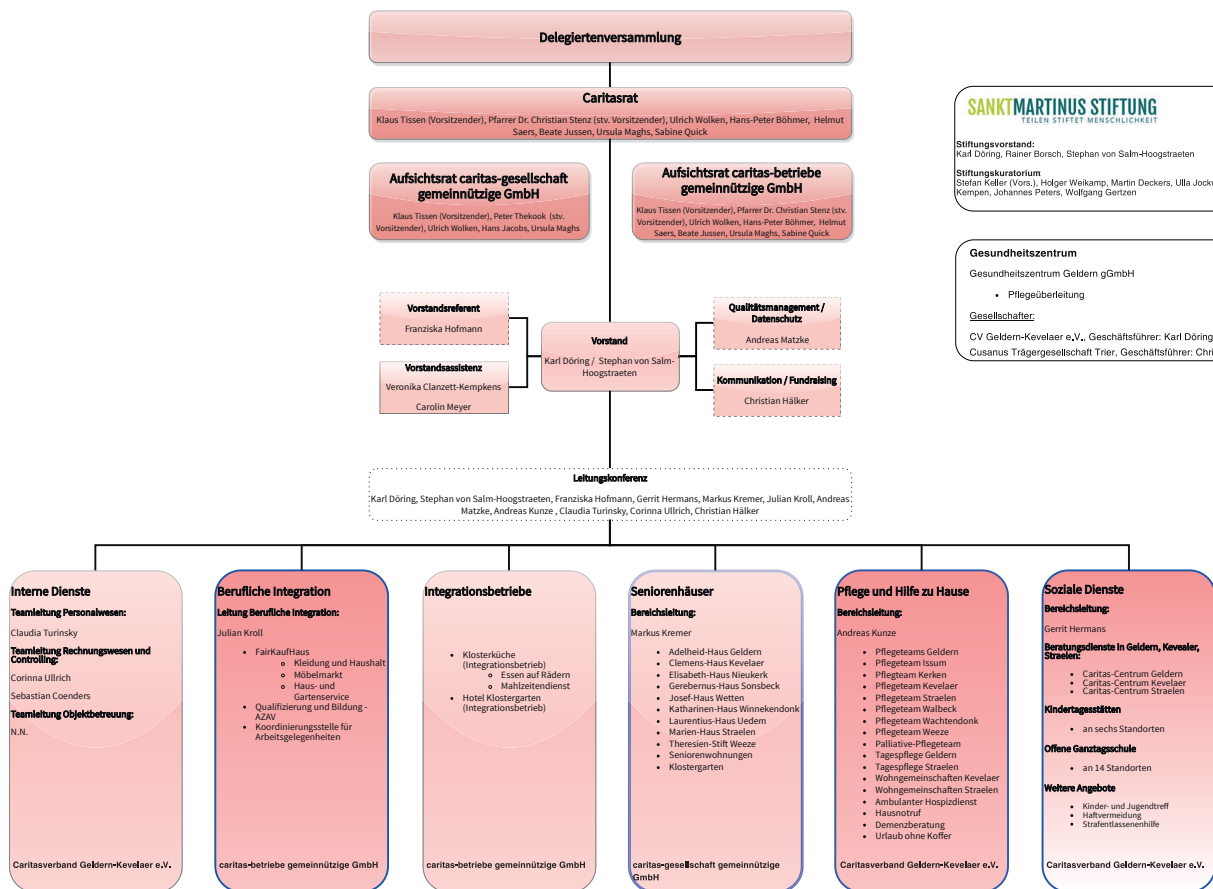 Delegiertenversammlung
Caritasrat
Klaus Tissen (Vorsitzender), Pfarrer Dr. Christian Stenz (stv. Vorsitzender), Ulrich Wolken, Hans-Peter Böhmer, Helmut
Saers, Beate Jussen, Ursula Maghs, Sabine Quick
Aufsichtsrat caritas-gesellschaft
gemeinnützige GmbH
Klaus Tissen (Vorsitzender), Peter Thekook (stv.
Vorsitzender), Ulrich Wolken, Hans Jacobs, Ursula Maghs
Aufsichtsrat caritas-betriebe
gemeinnützige GmbH
Klaus Tissen (Vorsitzender), Pfarrer Dr. Christian Stenz (stv.
Vorsitzender), Ulrich Wolken, Hans-Peter Böhmer, Helmut
Saers, Beate Jussen, Ursula Maghs, Sabine Quick
SANKTMARTINUS STIFTUNG
TEILEN STIFTET MENSCHLICHKEIT
Stiftungsvorstand:
Karl Döring, Rainer Borsch, Stephan von Salm-Hoogstraeten
Stiftungskuratorium
Stefan Keller (Vors.), Holger Weikamp, Martin Deckers, Ulla
Kempen, Johannes Peters, Wolfgang Gertzen
Gesundheitszentrum
Gesundheitszentrum Geldern gGmbH
• Pflegeüberleitung
Gesellschafter:
CV Geldern-Kevelaer e.V., Geschäftsführer: Karl Döring
Cusanus Trägergesellschaft Trier, Geschäftsführer:
Vorstandsreferent
Franziska Hofmann
Vorstandsassistenz
Veronika Clanzett-Kempkens
Carolin Meyer
Vorstand
Karl Döring / Stephan von Salm-
Hoogstraeten
Qualitätsmanagement /
Datenschutz
Andreas Matzke
Kommunikation / Fundraising
Christian Hälker
Leitungskonferenz
Karl Döring, Stephan von Salm-Hoogstraeten, Franziska Hofmann, Gerrit Hermans, Markus Kremer, Julian Kroll, Andreas
Matzke, Andreas Kunze , Claudia Turinsky, Corinna Ullrich, Christian Hälker
Interne Dienste
Teamleitung Personalwesen:
Claudia Turinsky
Teamleitung Rechnungswesen und
Controlling:
Corinna Ullrich
Sebastian Coenders
Teamleitung Objektbetreuung:
N.N.
Caritasverband Geldern-Kevelaer e.V.
Berufliche Integration
Leitung Berufliche Integration:
Julian Kroll
• FairKaufHaus
○ Kleidung und Haushalt
○ Möbelmarkt
○ Haus- und
Gartenservice
• Qualifizierung und Bildung -
AZAV
• Koordinierungsstelle für
Arbeitsgelegenheiten
caritas-betriebe gemeinnützige GmbH
Integrationsbetriebe
• Klosterküche
(Integrationsbetrieb)
○ Essen auf Rädern
○ Mahlzeitendienst
• Hotel Klostergarten
(Integrationsbetrieb)
caritas-betriebe gemeinnützige GmbH
Seniorenhäuser
Bereichsleitung:
Markus Kremer
• Adelheid-Haus Geldern
• Clemens-Haus Kevelaer
• Elisabeth-Haus Nieukerk
• Gerebernus-Haus Sonsbeck
• Josef-Haus Wetten
• Katharinen-Haus Winnekendonk
• Laurentius-Haus Uedem
• Marien-Haus Straelen
• Theresien-Stift Weeze
• Seniorenwohnungen
• Klostergarten
caritas-gesellschaft gemeinnützige
GmbH
Pflege und Hilfe zu Hause
Bereichsleitung:
Andreas Kunze
• Pflegeteams Geldern
• Pflegeteam Issum
• Pflegeteam Kerken
• Pflegeteam Kevelaer
• Pflegeteam Straelen
• Pflegeteam Walbeck
• Pflegeteam Wachtendonk
• Pflegeteam Weeze
• Palliative-Pflegeteam
• Tagespflege Geldern
• Tagespflege Straelen
• Wohngemeinschaften Kevelaer
• Wohngemeinschaften Straelen
• Ambulanter Hospizdienst
• Hausnotruf
• Demenzberatung
• Urlaub ohne Koffer
Caritasverband Geldern-Kevelaer e.V.
Soziale Dienste
Bereichsleitung:
Gerrit Hermans
Beratungsdienste in Geldern, Kevealer,
Straelen:
• Caritas-Centrum Geldern
• Caritas-Centrum Kevelaer
• Caritas-Centrum Straelen
Kindertagesstätten
• an sechs Standorten
Offene Ganztagsschule
• an 14 Standorten
Weitere Angebote
• Kinder- und Jugendtreff
• Haftvermeidung
• Strafentlassenenhilfe
Caritasverband Geldern-Kevelaer e.V.